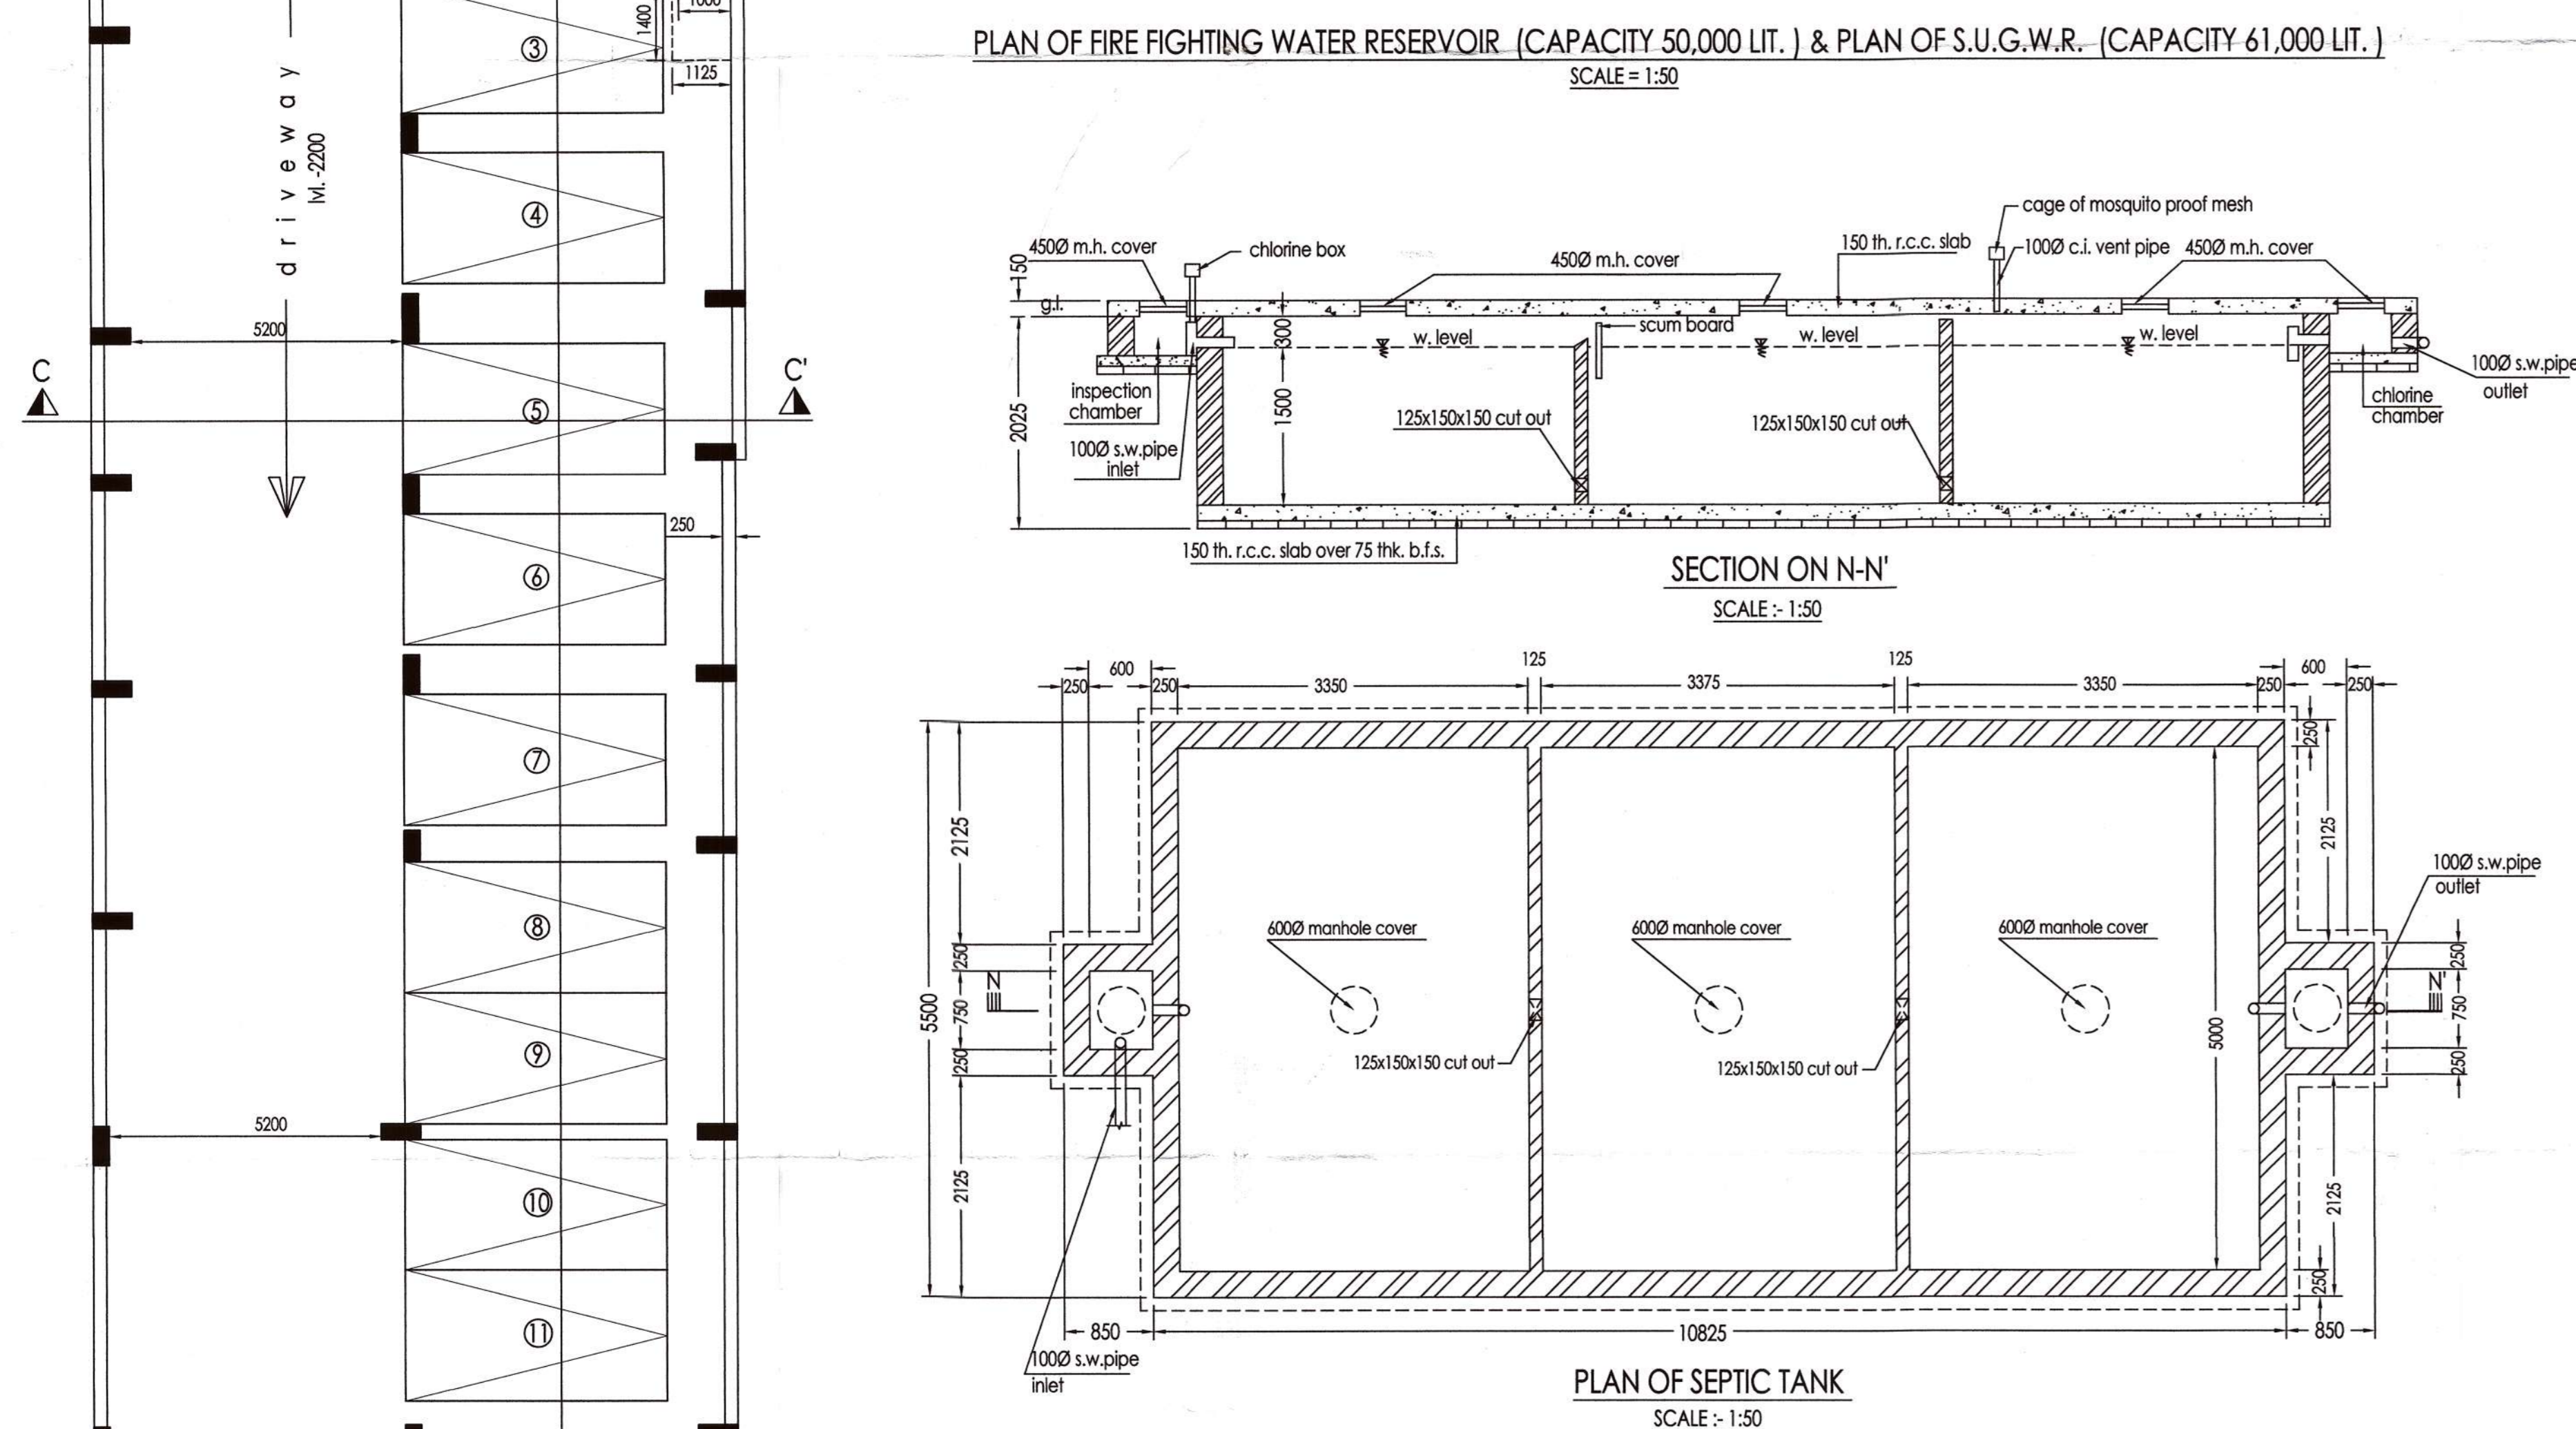 PLAN OF FIRE FIGHTING WATER RESERVOIR (CAPACITY 50,000 LIT. ) & PLAN OF S.U.G.W.R. (CAPACITY 61,000 LIT. )
SCALE = 1:50
1400
1125
3
driveway
lvl. -2200
4
5200
C
C'
5
250
6
7
8
9
5200
10
11
cage of mosquito proof mesh
450Ø m.h. cover
chlorine box
450Ø m.h. cover
150 th. r.c.c. slab
100Ø c.i. vent pipe
450Ø m.h. cover
150
g.l.
300
scum board
w. level
w. level
w. level
100Ø s.w.pipe
outlet
inspection
chamber
chlorine
chamber
2025
1500
125x150x150 cut out
125x150x150 cut out
100Ø s.w.pipe
inlet
150 th. r.c.c. slab over 75 thk. b.f.s.
SECTION ON N-N'
SCALE :- 1:50
600
125
125
600
250
250
3350
3375
3350
250
250
250
2125
2125
100Ø s.w.pipe
outlet
600Ø manhole cover
600Ø manhole cover
600Ø manhole cover
250
250
N
N'
5500
750
5000
750
125x150x150 cut out
125x150x150 cut out
250
250
2125
2125
250
850
10825
850
100Ø s.w.pipe
inlet
PLAN OF SEPTIC TANK
SCALE :- 1:50